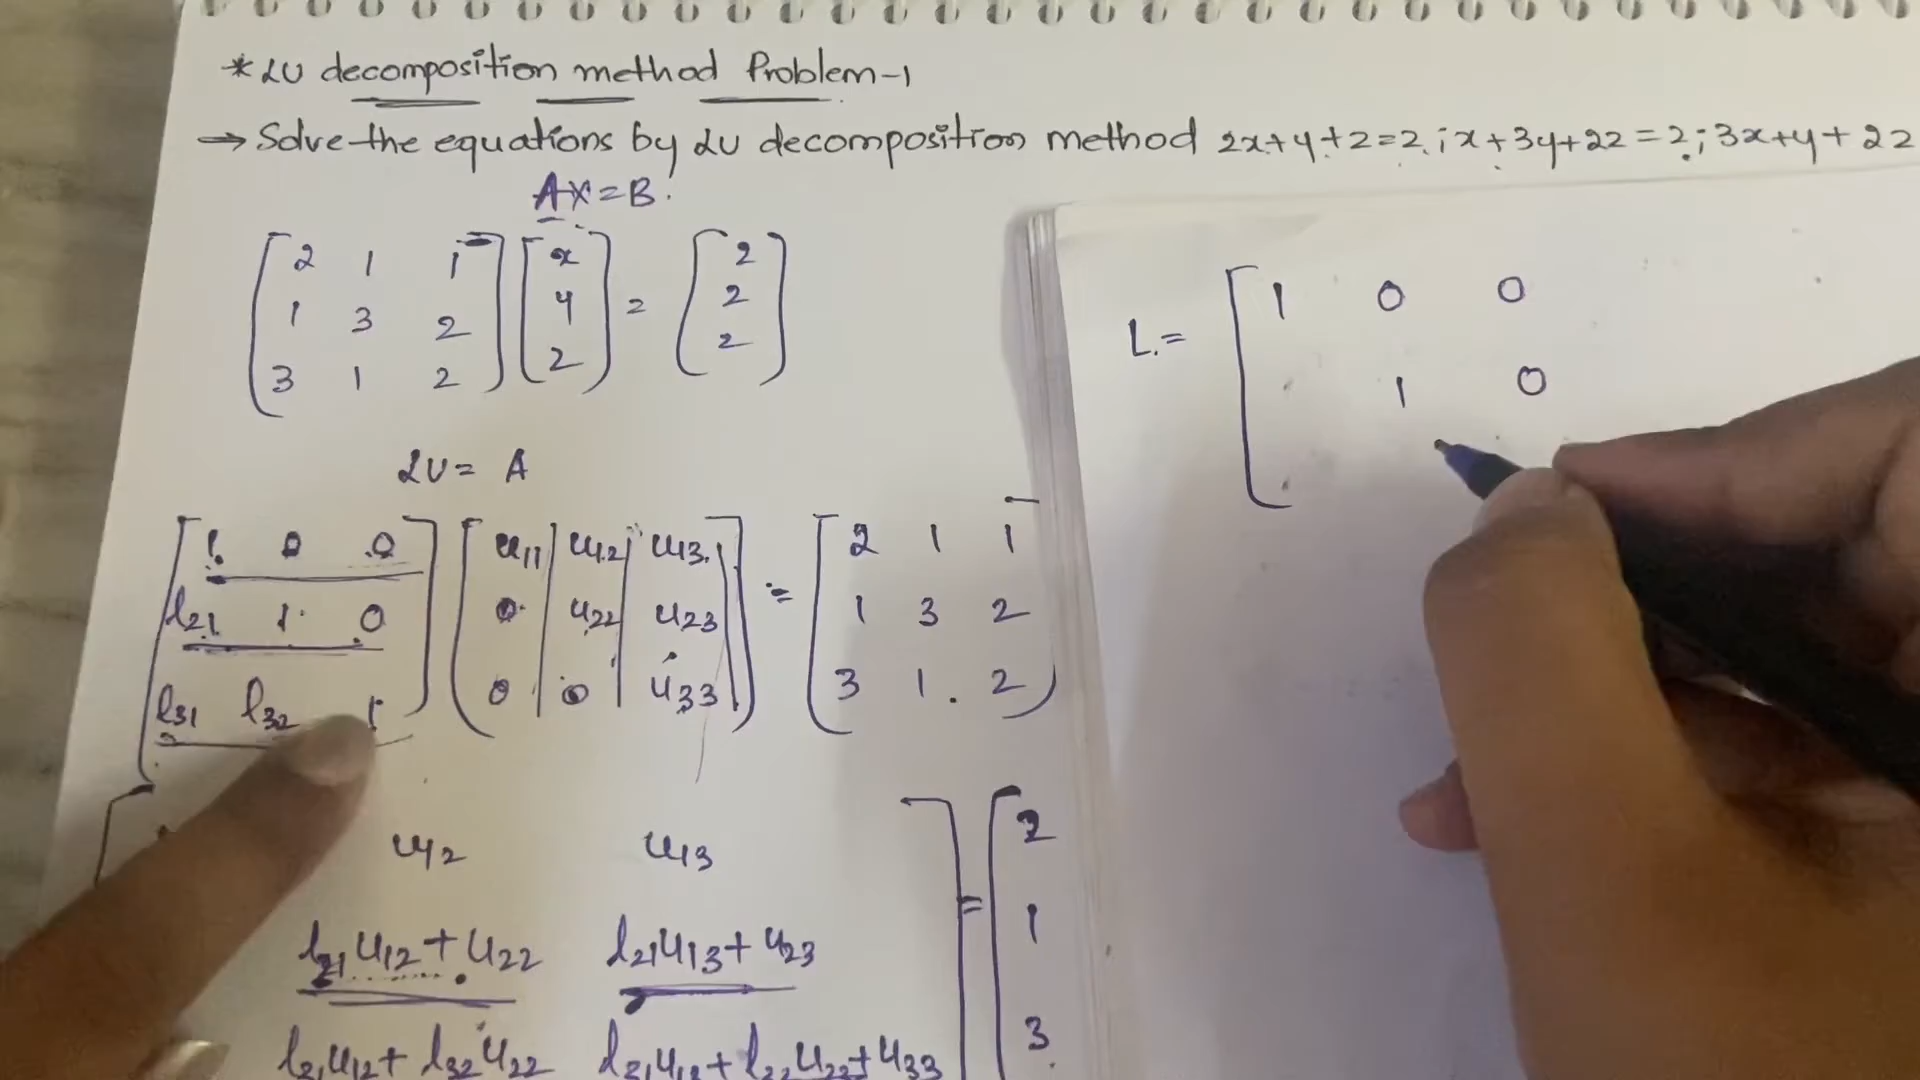 * LU decomposition method Problem-1
→ Solve the equations by LU decomposition method 2x+y+z=2; x+3y+2z=2; 3x+y+2z
AX=B.
[2 1 1] [x] = [2]
[1 3 2] [y] [2]
[3 1 2] [z] [2]
LU= A
[1 0 0] [u11 u12 u13] = [2 1 1]
[l21 1 0] [0 u22 u23] [1 3 2]
[l31 l32 1] [0 0 u33] [3 1 2]
u12 u13 2
l21u12+u22 l21u13+u23 = 1
l31u12+l32u22 3
L= [1 0 0
1 0